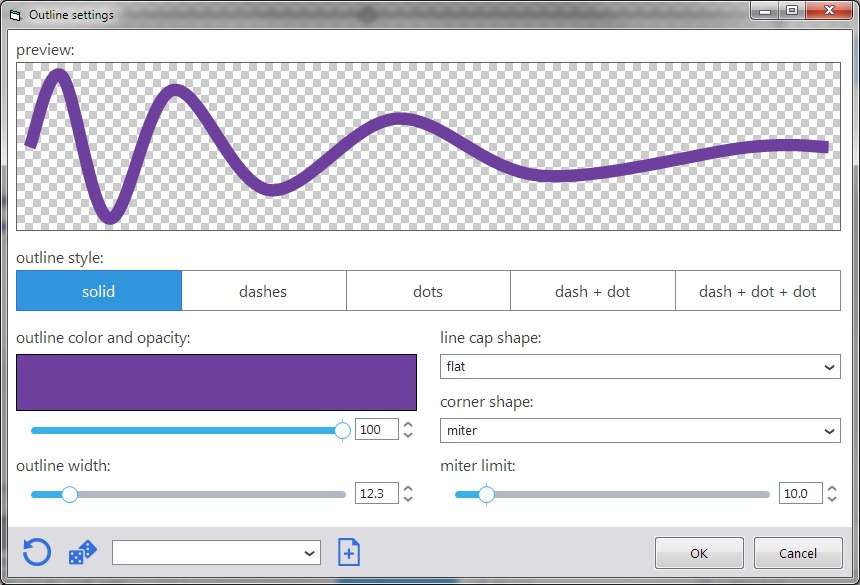 Outline settings
preview:
outline style:
solid dashes dots dash + dot dash + dot + dot
outline color and opacity: line cap shape:
flat
corner shape:
100 miter
outline width: miter limit:
12.3 10.0
OK Cancel